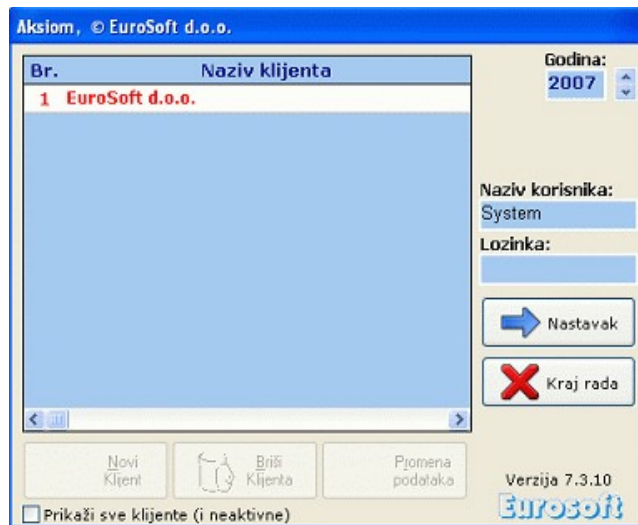 Aksiom, © EuroSoft d.o.o.
Br. Naziv klijenta
1 EuroSoft d.o.o.
Godina:
2007
Naziv korisnika:
System
Lozinka:
Nastavak
Kraj rada
Novi
Klijent
Briši
Klijenta
Promena
podataka
Verzija 7.3.10
Eurosoft
Prikaži sve klijente (i neaktivne)